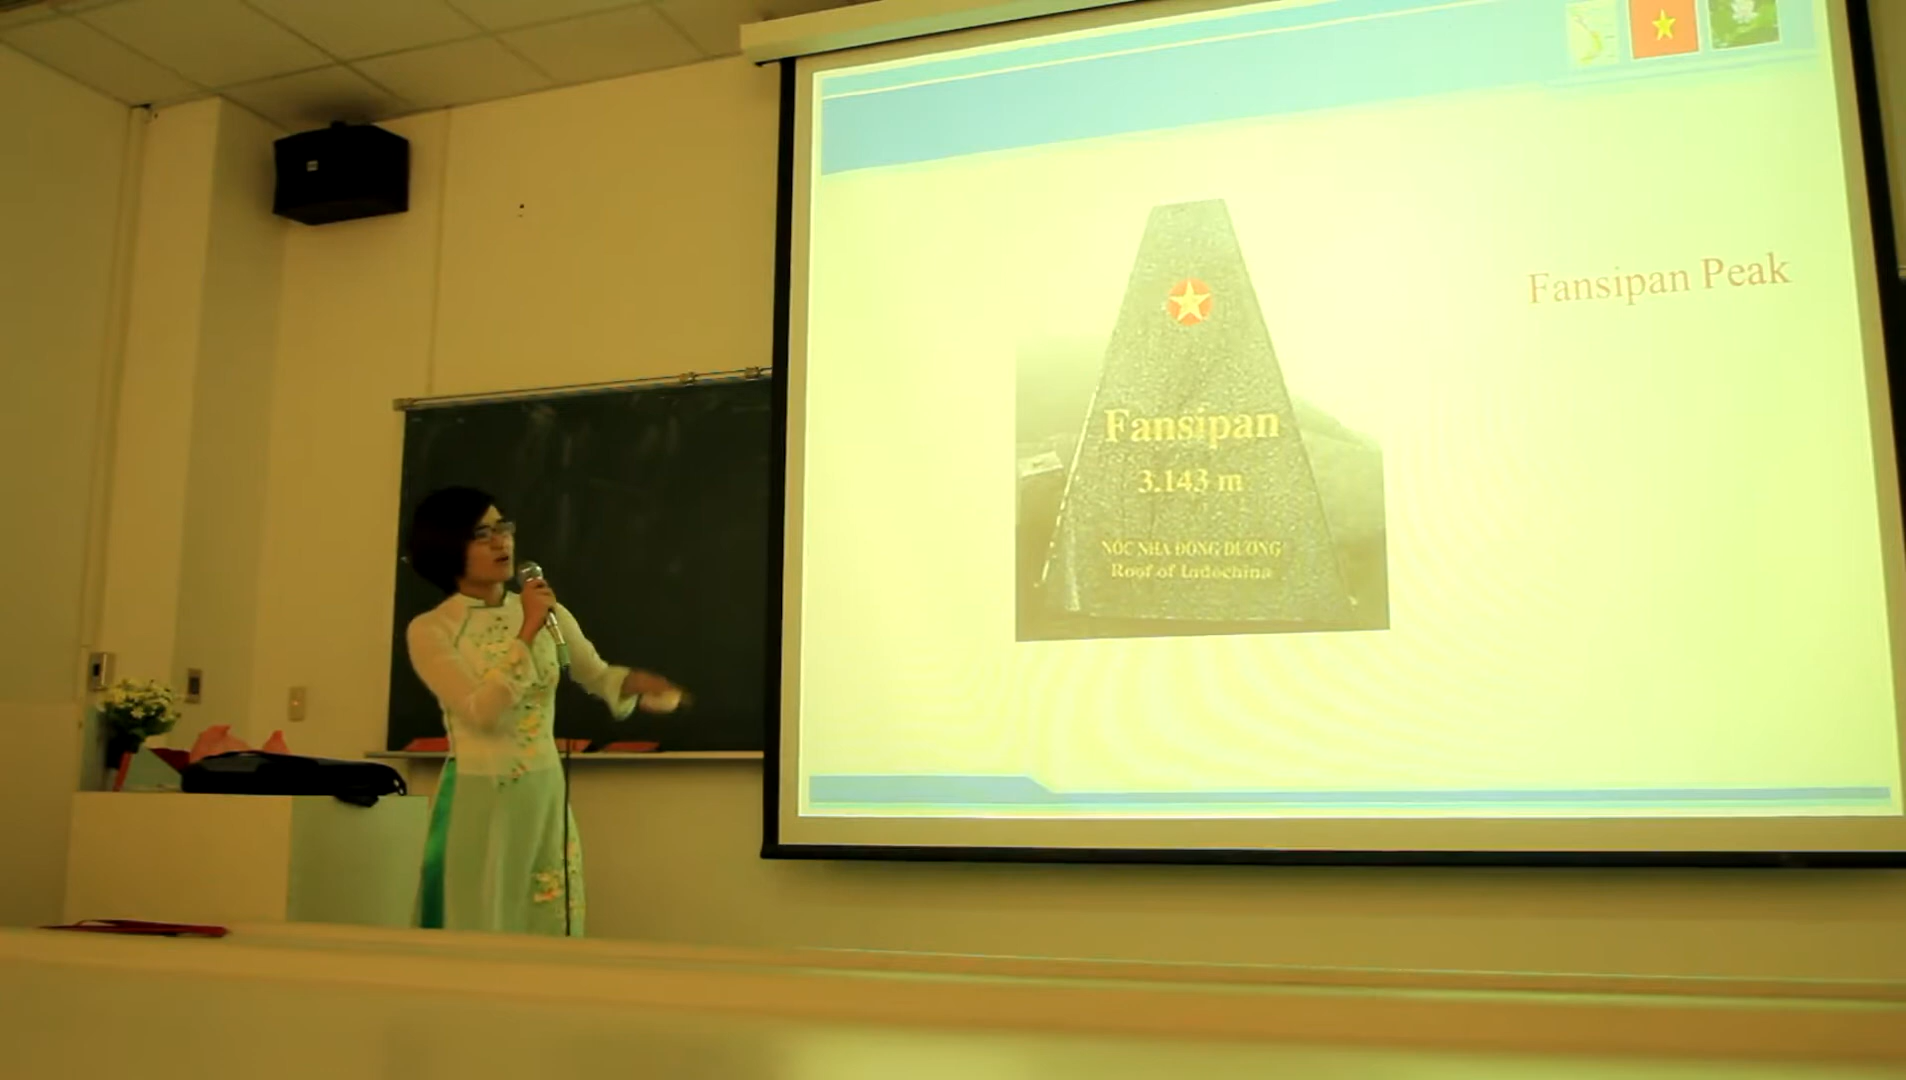 Fansipan Peak
Fansipan
3.143 m
NÓC NHÀ ĐÔNG DƯƠNG
Roof of Indochina